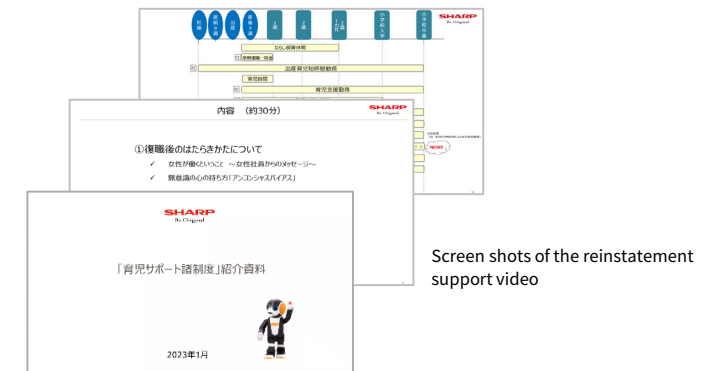 妊娠
産前8週
出産
産後8週
1歳
2歳
小学校入学
小学校卒業
SHARP
Be Original.
ならし保育休暇
出産育児短時間勤務
育児時間
育児支援勤務
NEW!!
内容 (約30分)
SHARP
Be Original.
①復職後のはたらきかたについて
✓ 女性が働くということ ~女性社員からのメッセージ~
✓ 無意識の心の持ち方「アンコンシャスバイアス」
SHARP
Be Original.
「育児サポート諸制度」紹介資料
2023年1月
Screen shots of the reinstatement
support video